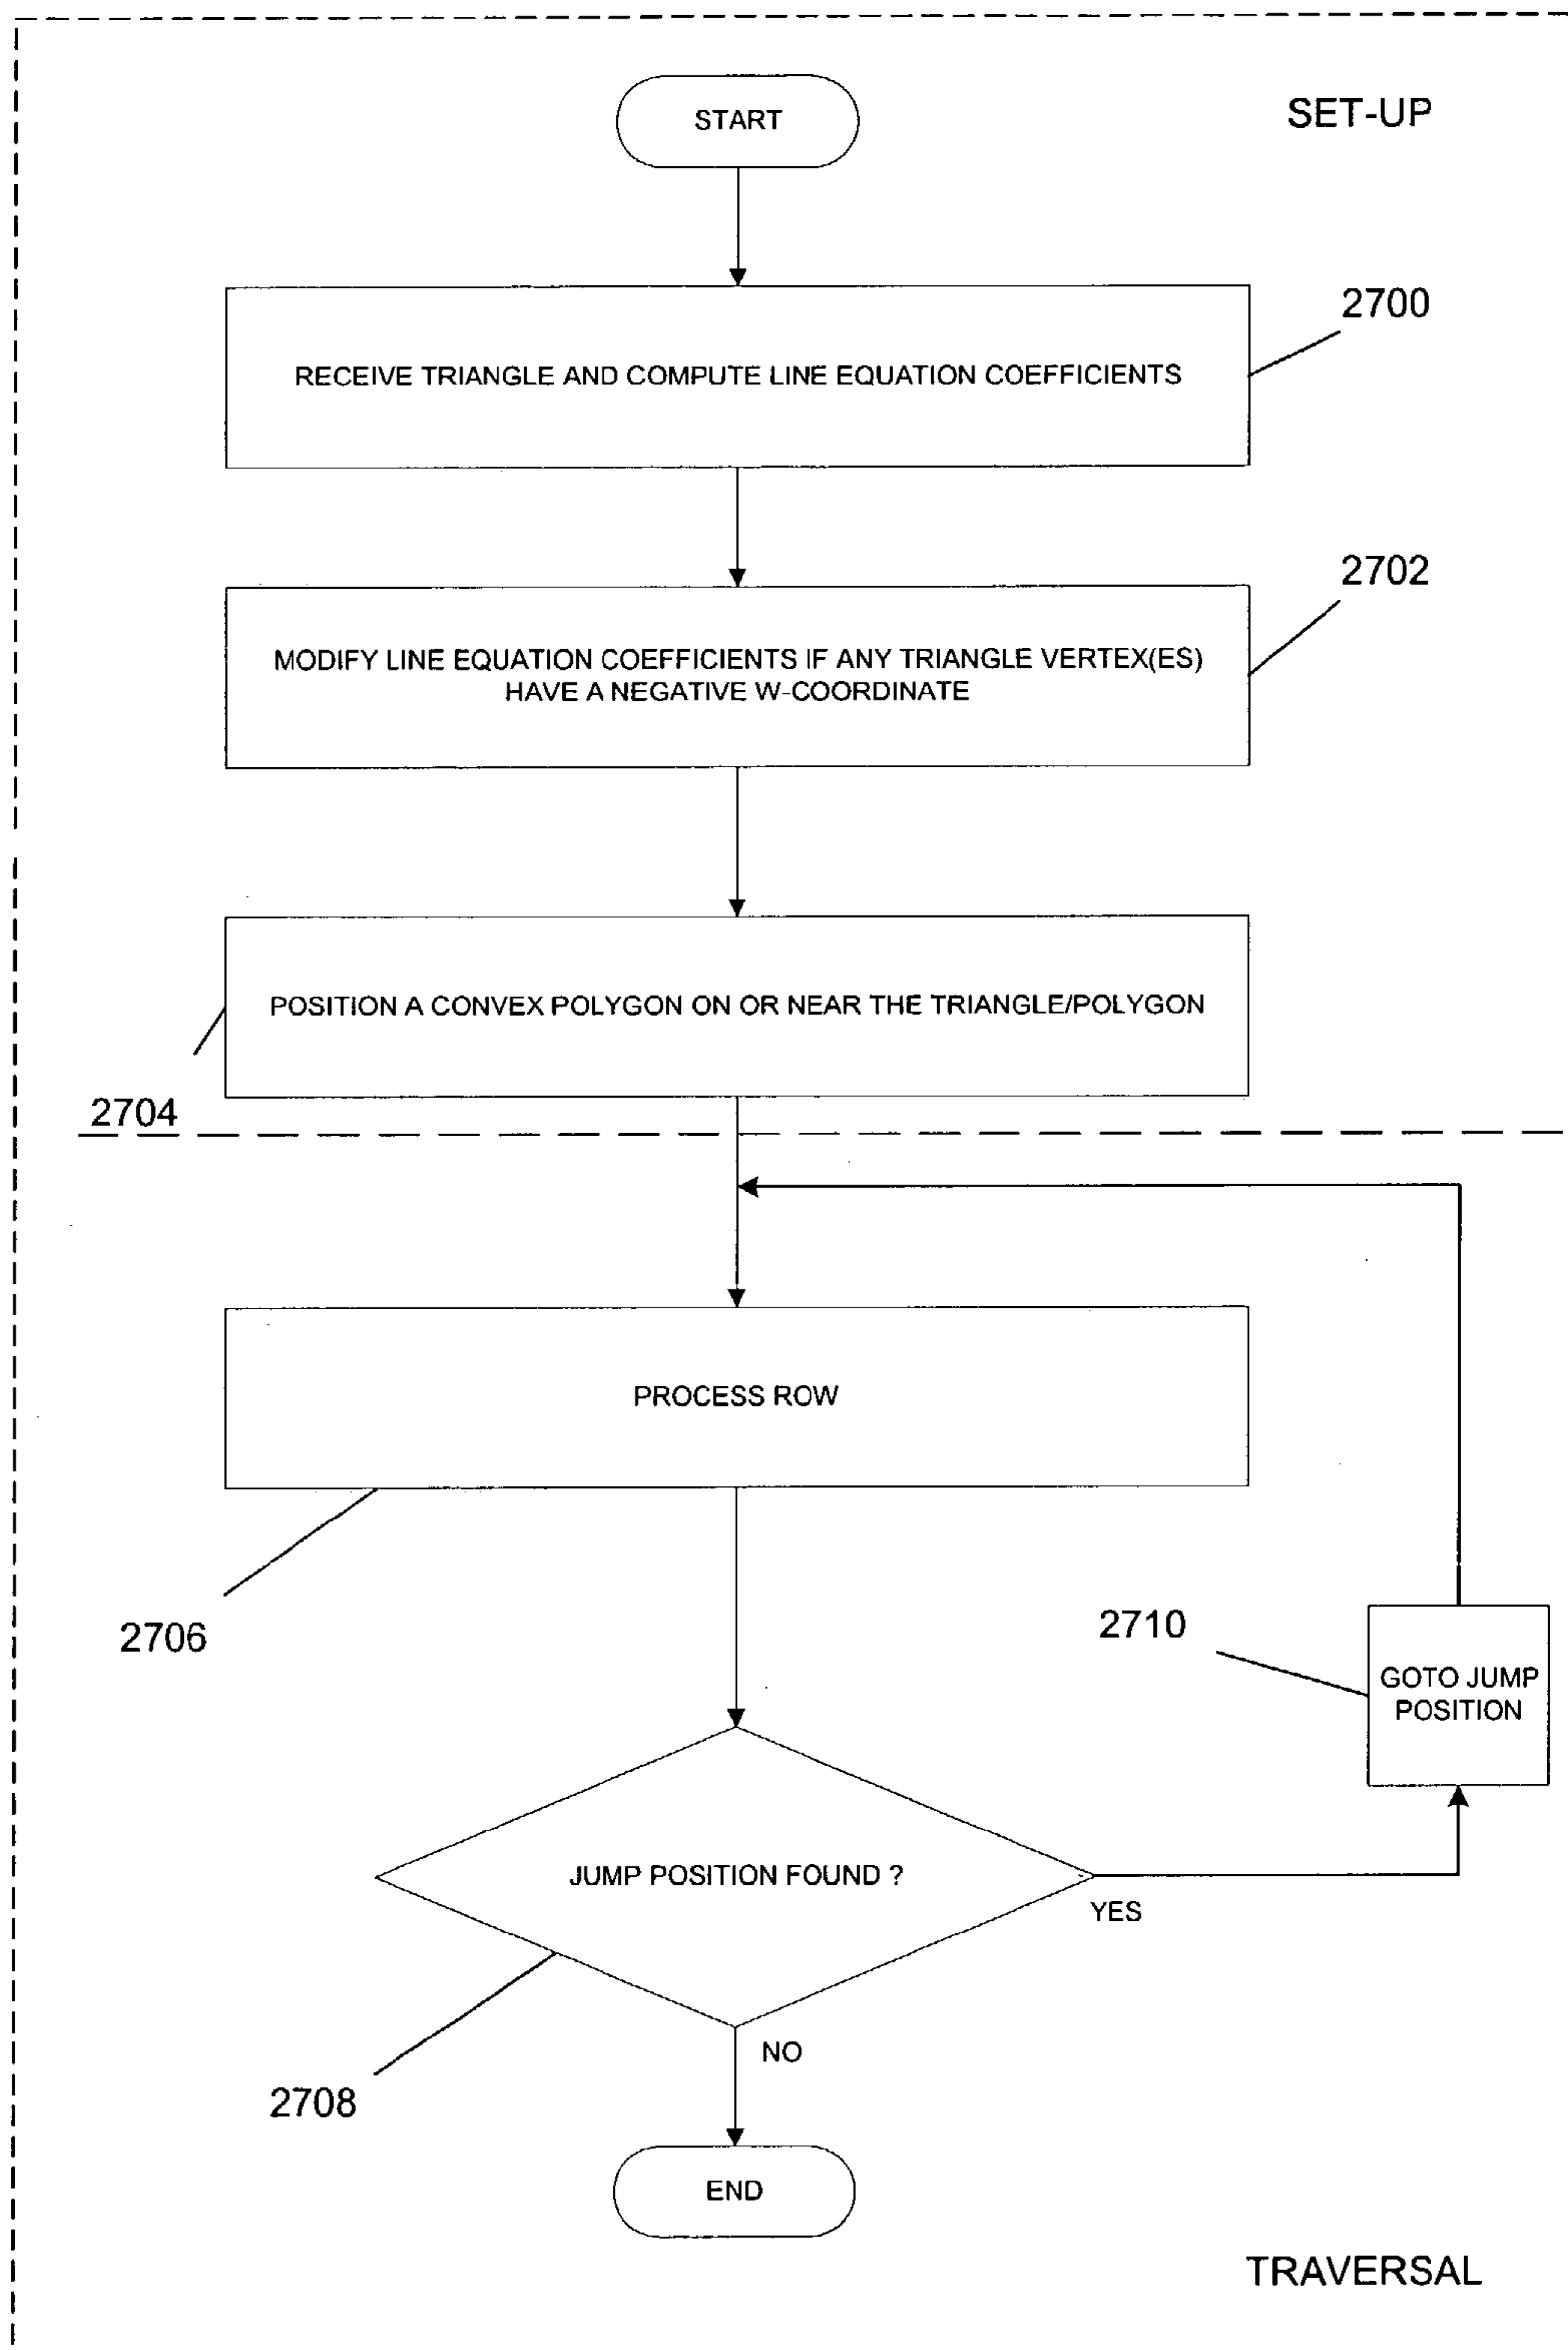 START
SET-UP
2700
RECEIVE TRIANGLE AND COMPUTE LINE EQUATION COEFFICIENTS
2702
MODIFY LINE EQUATION COEFFICIENTS IF ANY TRIANGLE VERTEX(ES)
HAVE A NEGATIVE W-COORDINATE
POSITION A CONVEX POLYGON ON OR NEAR THE TRIANGLE/POLYGON
2704
PROCESS ROW
2706
2710
GOTO JUMP
POSITION
JUMP POSITION FOUND ?
YES
NO
2708
END
TRAVERSAL